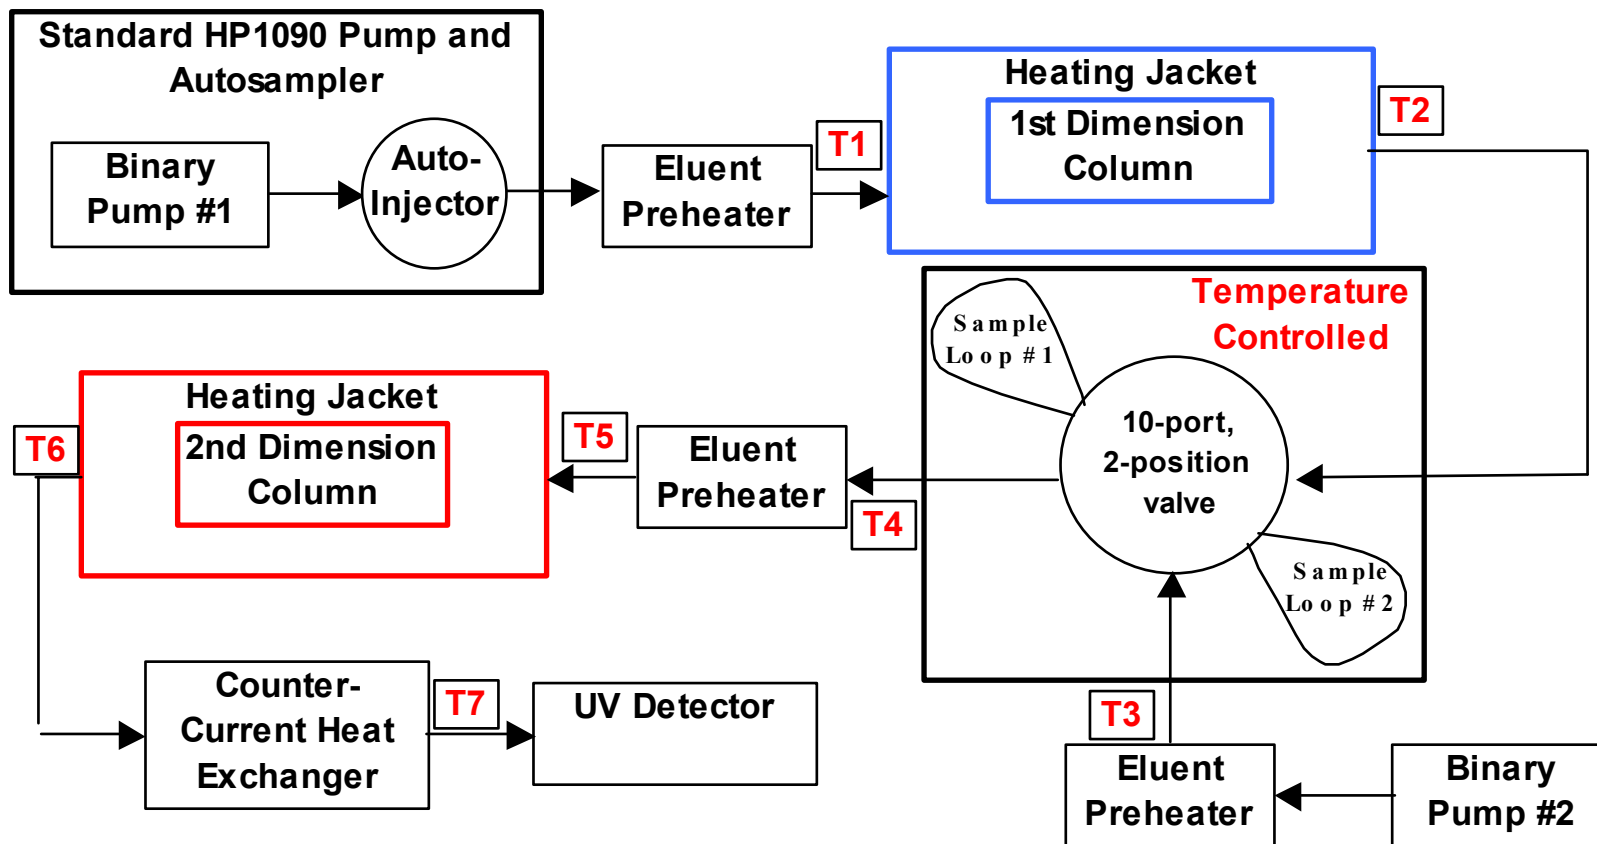 Standard HP1090 Pump and
Autosampler
Binary
Pump #1
Auto-
Injector
Eluent
Preheater
T1
Heating Jacket
1st Dimension
Column
T2
Temperature
Controlled
Sample
Loop #1
10-port,
2-position
valve
Sample
Loop #2
T3
Eluent
Preheater
Binary
Pump #2
T4
Eluent
Preheater
T5
Heating Jacket
2nd Dimension
Column
T6
Counter-
Current Heat
Exchanger
T7
UV Detector